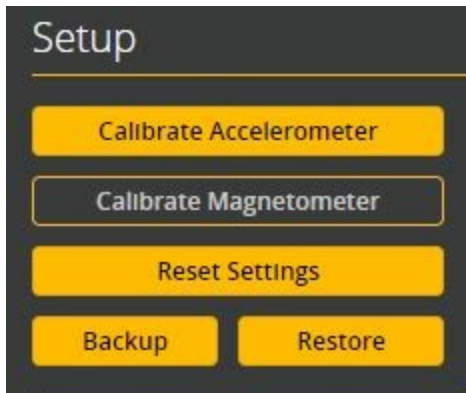 Setup
Calibrate Accelerometer
Calibrate Magnetometer
Reset Settings
Backup
Restore